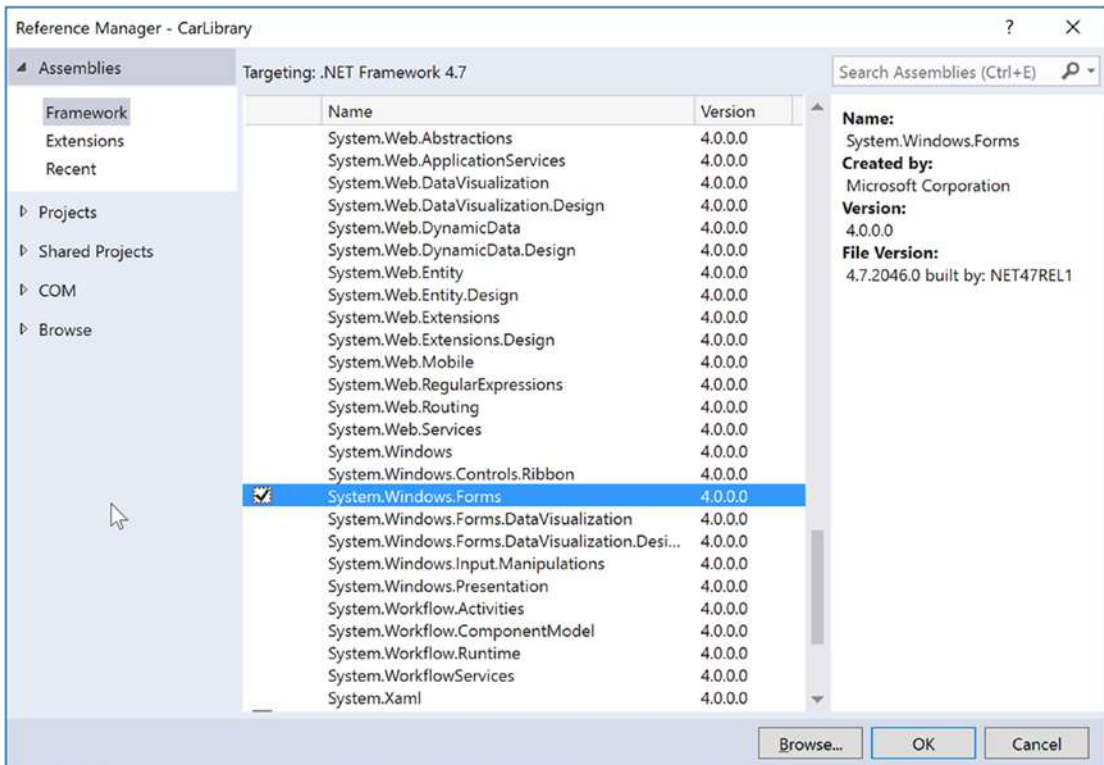 Reference Manager - CarLibrary
? ×
Assemblies
Framework
Extensions
Recent
Projects
Shared Projects
COM
Browse
Targeting: .NET Framework 4.7
Search Assemblies (Ctrl+E)
Name Version
System.Web.Abstractions 4.0.0.0
System.Web.ApplicationServices 4.0.0.0
System.Web.DataVisualization 4.0.0.0
System.Web.DataVisualization.Design 4.0.0.0
System.Web.DynamicData 4.0.0.0
System.Web.DynamicData.Design 4.0.0.0
System.Web.Entity 4.0.0.0
System.Web.Entity.Design 4.0.0.0
System.Web.Extensions 4.0.0.0
System.Web.Extensions.Design 4.0.0.0
System.Web.Mobile 4.0.0.0
System.Web.RegularExpressions 4.0.0.0
System.Web.Routing 4.0.0.0
System.Web.Services 4.0.0.0
System.Windows 4.0.0.0
System.Windows.Controls.Ribbon 4.0.0.0
System.Windows.Forms 4.0.0.0
System.Windows.Forms.DataVisualization 4.0.0.0
System.Windows.Forms.DataVisualization.Desi... 4.0.0.0
System.Windows.Input.Manipulations 4.0.0.0
System.Windows.Presentation 4.0.0.0
System.Workflow.Activities 4.0.0.0
System.Workflow.ComponentModel 4.0.0.0
System.Workflow.Runtime 4.0.0.0
System.WorkflowServices 4.0.0.0
System.Xaml 4.0.0.0
Name:
System.Windows.Forms
Created by:
Microsoft Corporation
Version:
4.0.0.0
File Version:
4.7.2046.0 built by: NET47REL1
Browse... OK Cancel